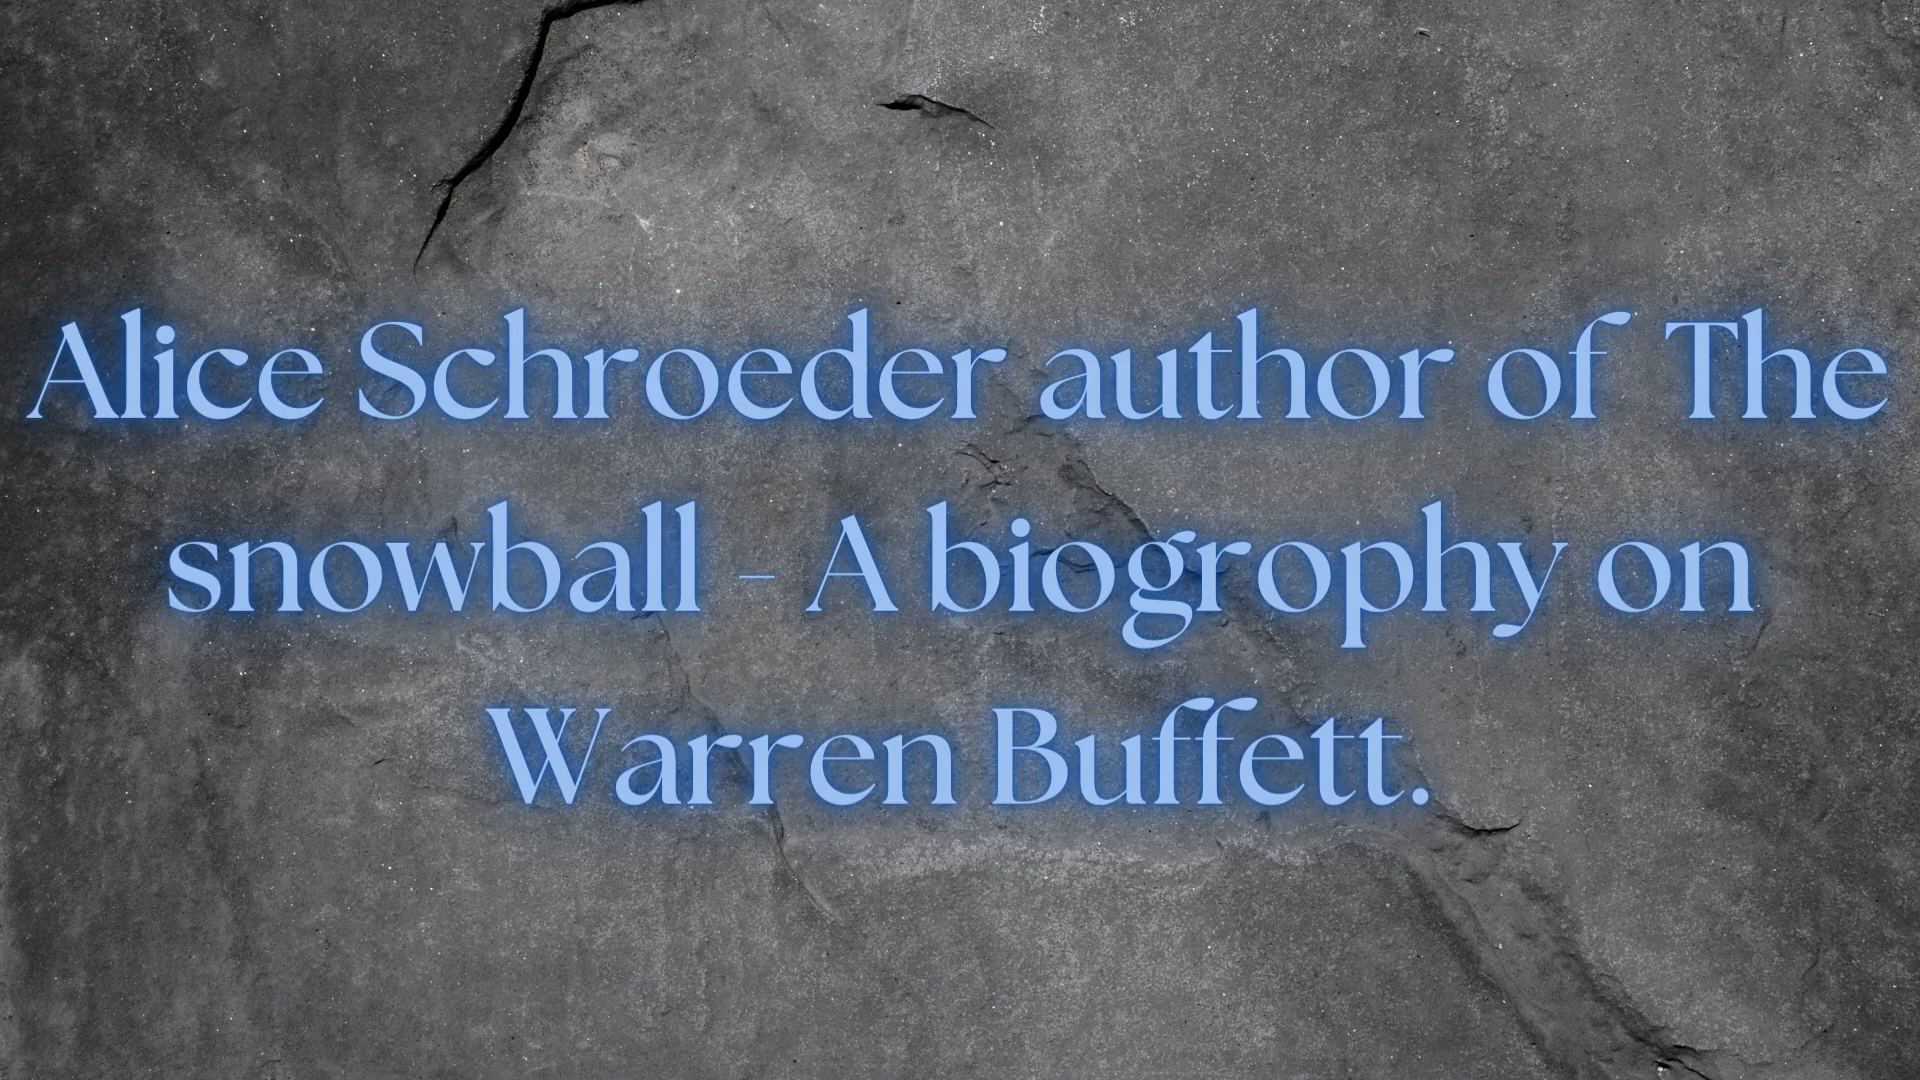 Alice Schroeder author of The
snowball - A biogrophy on
Warren Buffett.